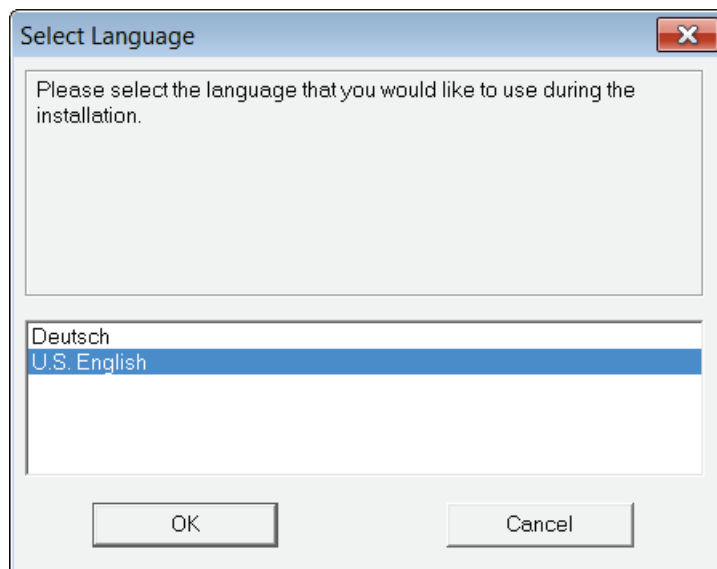 Select Language
Please select the language that you would like to use during the
installation.
Deutsch
U.S. English
OK
Cancel